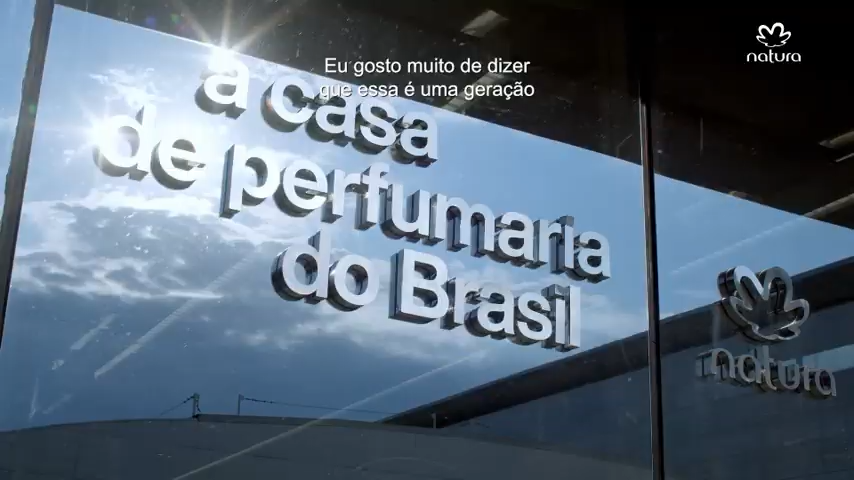 natura
Eu gosto muito de dizer
que essa é uma geração
a casa
de perfumaria
do Brasil
natura